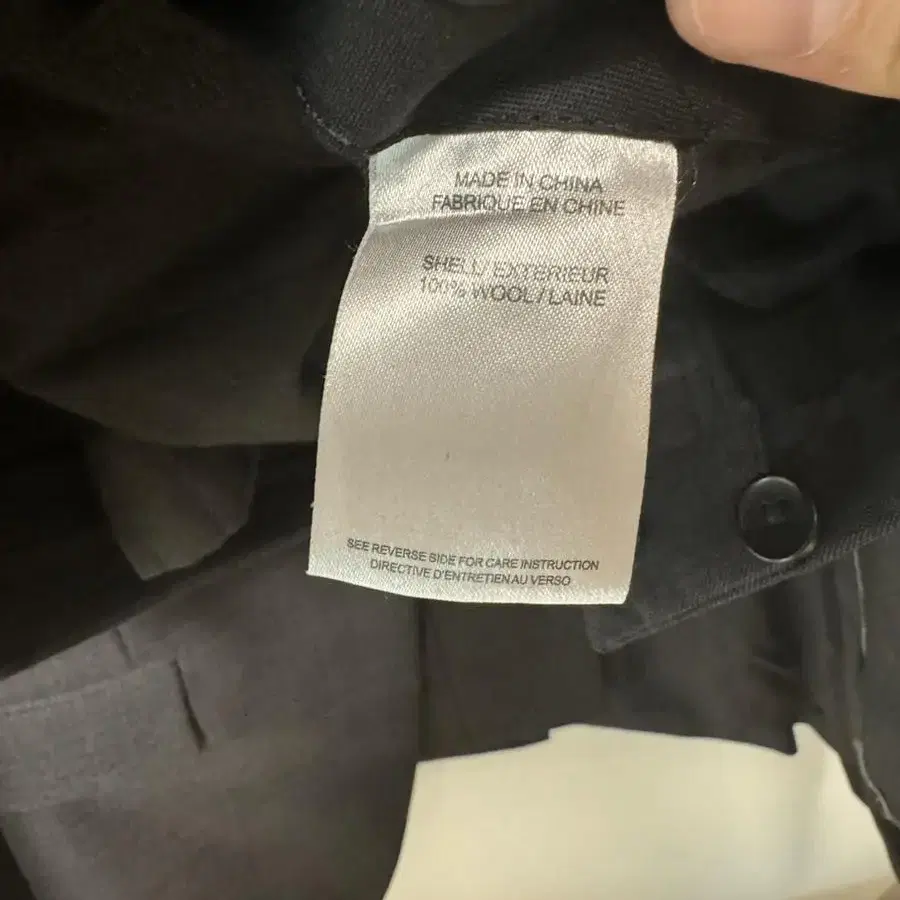 MADE IN CHINA
FABRIQUE EN CHINE
SHELL/EXTERIEUR
100% WOOL/LAINE
SEE REVERSE SIDE FOR CARE INSTRUCTION
DIRECTIVE D'ENTRETIEN AU VERSO